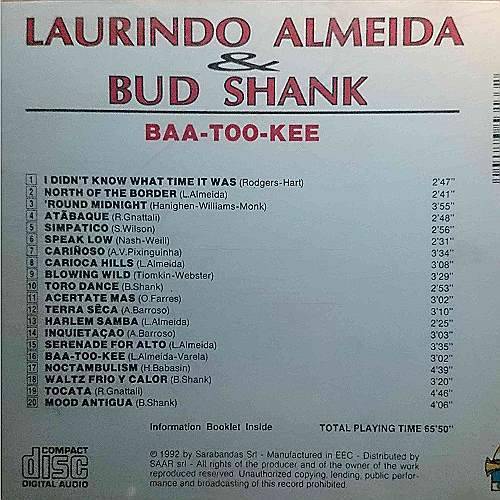 LAURINDO ALMEIDA
&
BUD SHANK
BAA-TOO-KEE
1 I DIDN'T KNOW WHAT TIME IT WAS (Rodgers-Hart) 2'47"
2 NORTH OF THE BORDER (L.Almeida) 2'41"
3 'ROUND MIDNIGHT (Hanighen-Williams-Monk) 3'55"
4 ATĀBAQUE (R.Gnattali) 2'48"
5 SIMPATICO (S.Wilson) 2'56"
6 SPEAK LOW (Nash-Weill) 2'31"
7 CARIÑOSO (A.V.Pixinguinha) 3'34"
8 CARIOCA HILLS (L.Almeida) 3'08"
9 BLOWING WILD (Tiomkin-Webster) 3'29"
10 TORO DANCE (B.Shank) 2'53"
11 ACERTATE MAS (O.Farres) 3'02"
12 TERRA SÊCA (A.Barroso) 3'10"
13 HARLEM SAMBA (L.Almeida) 2'25"
14 INQUIETAÇAO (A.Barroso) 3'03"
15 SERENADE FOR ALTO (L.Almeida) 3'35"
16 BAA-TOO-KEE (L.Almeida-Varela) 3'02"
17 NOCTAMBULISM (H.Babasin) 4'39"
18 WALTZ FRIO Y CALOR (B.Shank) 3'20"
19 TOCATA (R.Gnattali) 4'46"
20 MOOD ANTIGUA (B.Shank) 4'06"
Information Booklet Inside TOTAL PLAYING TIME 65'50"
COMPACT
disc
DIGITAL AUDIO
© 1992 by Sarabandas Srl - Manufactured in EEC - Distributed by
SAAR srl - All rights of the producer and of the owner of the work
reproduced reserved. Unauthorized copying, lending, public perfor-
mance and broadcasting of this record prohibited.